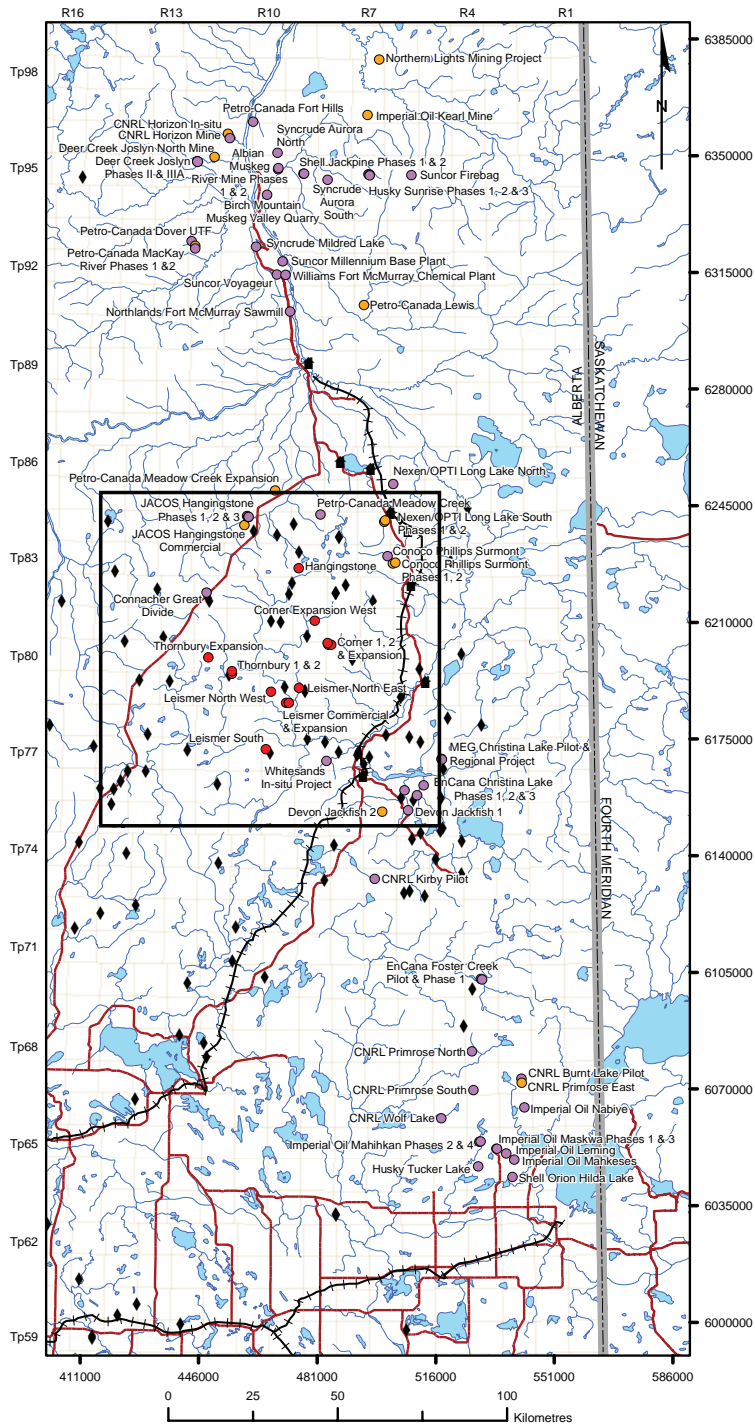 R16 R13 R10 R7 R4 R1
Tp98
Tp95
Tp92
Tp89
Tp86
Tp83
Tp80
Tp77
Tp74
Tp71
Tp68
Tp65
Tp62
Tp59
6385000
6350000
6315000
6280000
6245000
6210000
6175000
6140000
6105000
6070000
6035000
6000000
N
Northern Lights Mining Project
Petro-Canada Fort Hills
Imperial Oil Kearl Mine
CNRL Horizon In-situ
CNRL Horizon Mine
Syncrude Aurora
North
Deer Creek Joslyn North Mine
Deer Creek Joslyn
Phases II & IIIA
Albian
Muskeg
River Mine Phases
1 & 2
Shell Jackpine Phases 1 & 2
Suncor Firebag
Husky Sunrise Phases 1, 2 & 3
Syncrude
Aurora
South
Birch Mountain
Muskeg Valley Quarry
Petro-Canada Dover UTF
Petro-Canada MacKay
River Phases 1 &2
Syncrude Mildred Lake
Suncor Millennium Base Plant
Suncor Voyageur
Williams Fort McMurray Chemical Plant
Northlands Fort McMurray Sawmill
Petro-Canada Lewis
ALBERTA
SASKATCHEWAN
Petro-Canada Meadow Creek Expansion
Nexen/OPTI Long Lake North
JACOS Hangingstone
Phases 1, 2 & 3
Petro-Canada Meadow Creek
Nexen/OPTI Long Lake South
Phases 1 & 2
JACOS Hangingstone
Commercial
Conoco Phillips Surmont
Conoco Phillips Surmont
Phases 1, 2
Hangingstone
Connacher Great
Divide
Corner Expansion West
Corner 1, 2
& Expansion
Thornbury Expansion
Thornbury 1 & 2
Leismer North West
Leismer North East
Leismer Commercial
& Expansion
Leismer South
Whitesands
In-situ Project
MEG Christina Lake Pilot &
Regional Project
EnCana Christina Lake
Phases 1, 2 & 3
Devon Jackfish 2
Devon Jackfish 1
FOURTH MERIDIAN
CNRL Kirby Pilot
EnCana Foster Creek
Pilot & Phase 1
CNRL Primrose North
CNRL Burnt Lake Pilot
CNRL Primrose East
CNRL Primrose South
Imperial Oil Nabiye
CNRL Wolf Lake
Imperial Oil Mahihkan Phases 2 & 4
Imperial Oil Maskwa Phases 1 & 3
Imperial Oil Leming
Imperial Oil Mahkeses
Husky Tucker Lake
Shell Orion Hilda Lake
411000 446000 481000 516000 551000 586000
0 25 50 100
Kilometres